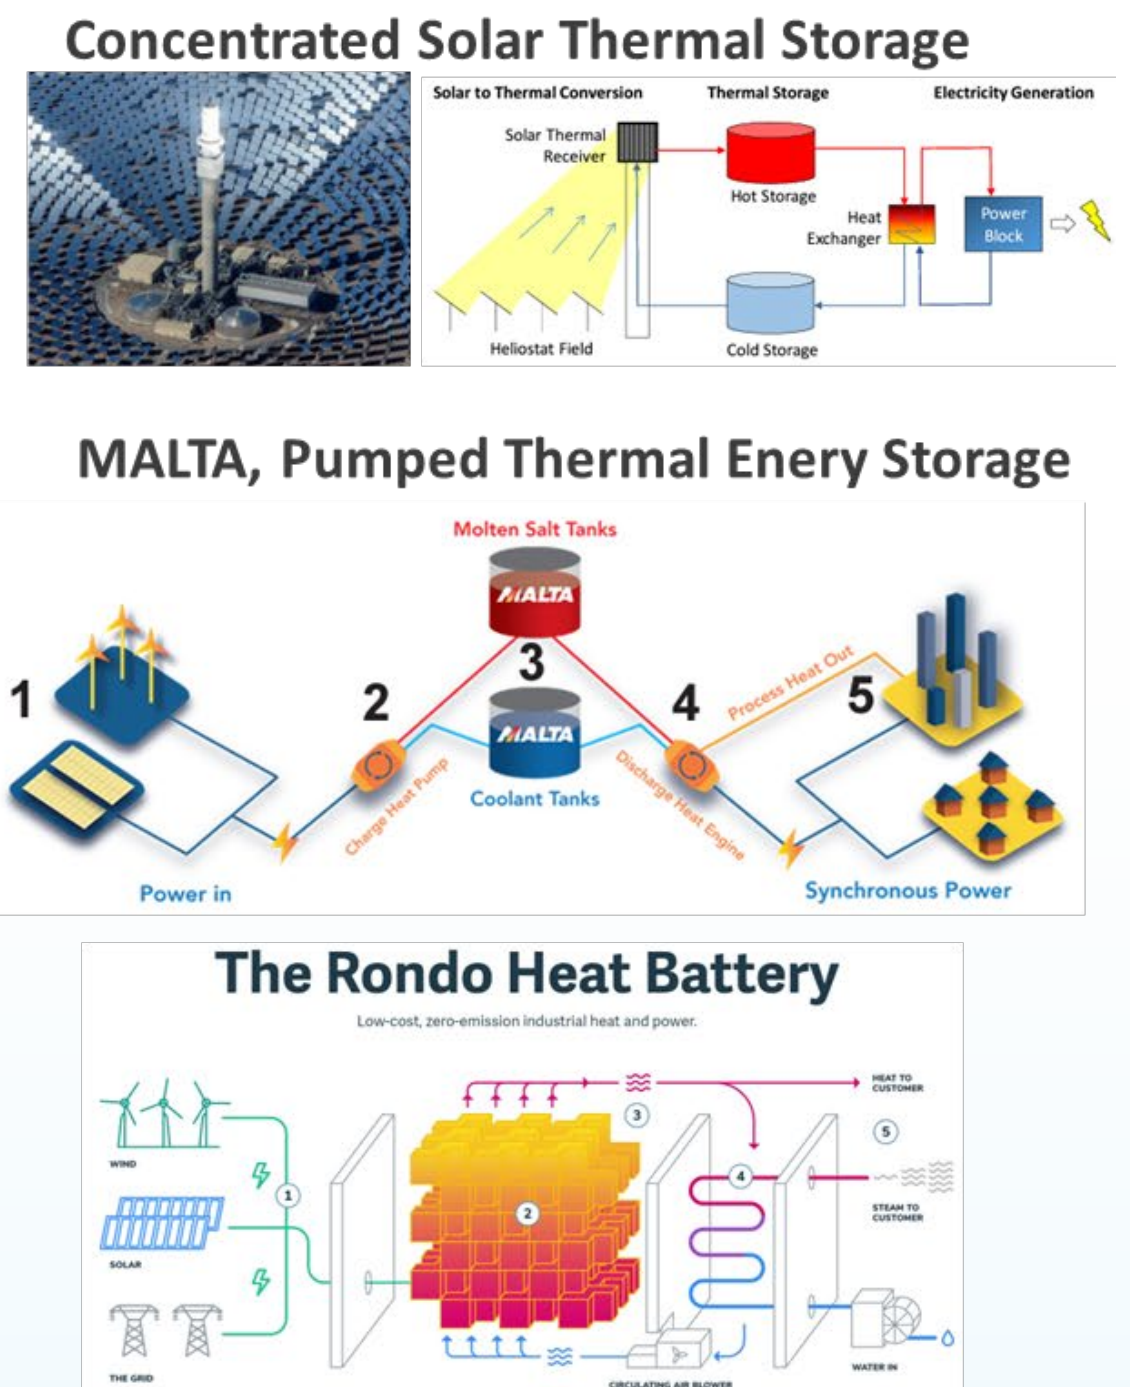 Concentrated Solar Thermal Storage
Solar to Thermal Conversion
Thermal Storage
Electricity Generation
Solar Thermal
Receiver
Hot Storage
Heat
Exchanger
Power
Block
Heliostat Field
Cold Storage
MALTA, Pumped Thermal Enery Storage
Molten Salt Tanks
MALTA
1
2
3
4
5
Process Heat Out
MALTA
Charge Heat Pump
Coolant Tanks
Discharge Heat Engine
Power in
Synchronous Power
The Rondo Heat Battery
Low-cost, zero-emission industrial heat and power.
WIND
SOLAR
THE GRID
1
2
3
4
5
HEAT TO
CUSTOMER
STEAM TO
CUSTOMER
WATER IN
CIRCULATING AIR BLOWER